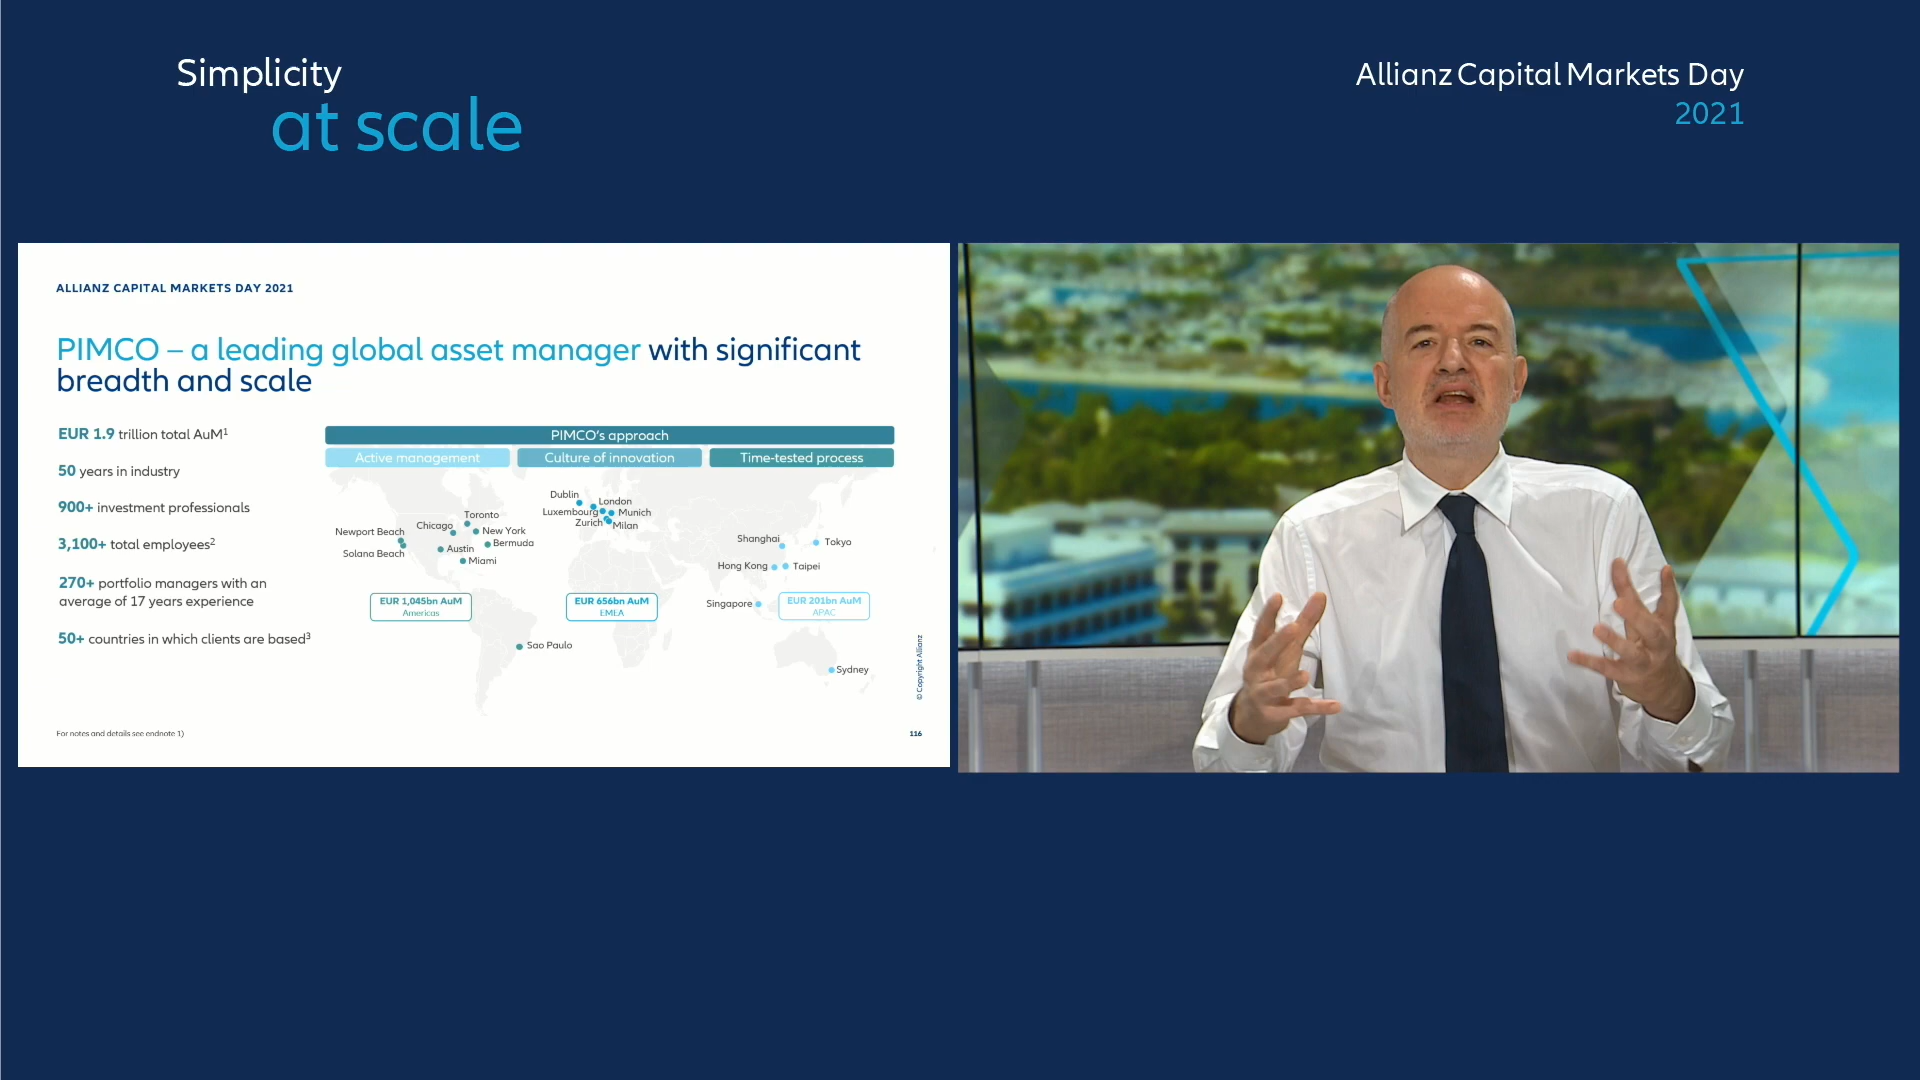 Simplicity
at scale
Allianz Capital Markets Day
2021
ALLIANZ CAPITAL MARKETS DAY 2021
PIMCO – a leading global asset manager with significant
breadth and scale
EUR 1.9 trillion total AuM¹
50 years in industry
900+ investment professionals
3,100+ total employees²
270+ portfolio managers with an
average of 17 years experience
50+ countries in which clients are based³
PIMCO's approach
Active management
Culture of innovation
Time-tested process
Toronto
Chicago
New York
Newport Beach
Bermuda
Solana Beach
Austin
Miami
Dublin
London
Luxembourg
Munich
Zurich
Milan
Shanghai
Tokyo
Hong Kong
Taipei
Singapore
EUR 1,045bn AuM
Americas
EUR 656bn AuM
EMEA
EUR 201bn AuM
APAC
Sao Paulo
Sydney
© Copyright Allianz
For notes and details see endnote 1)
116